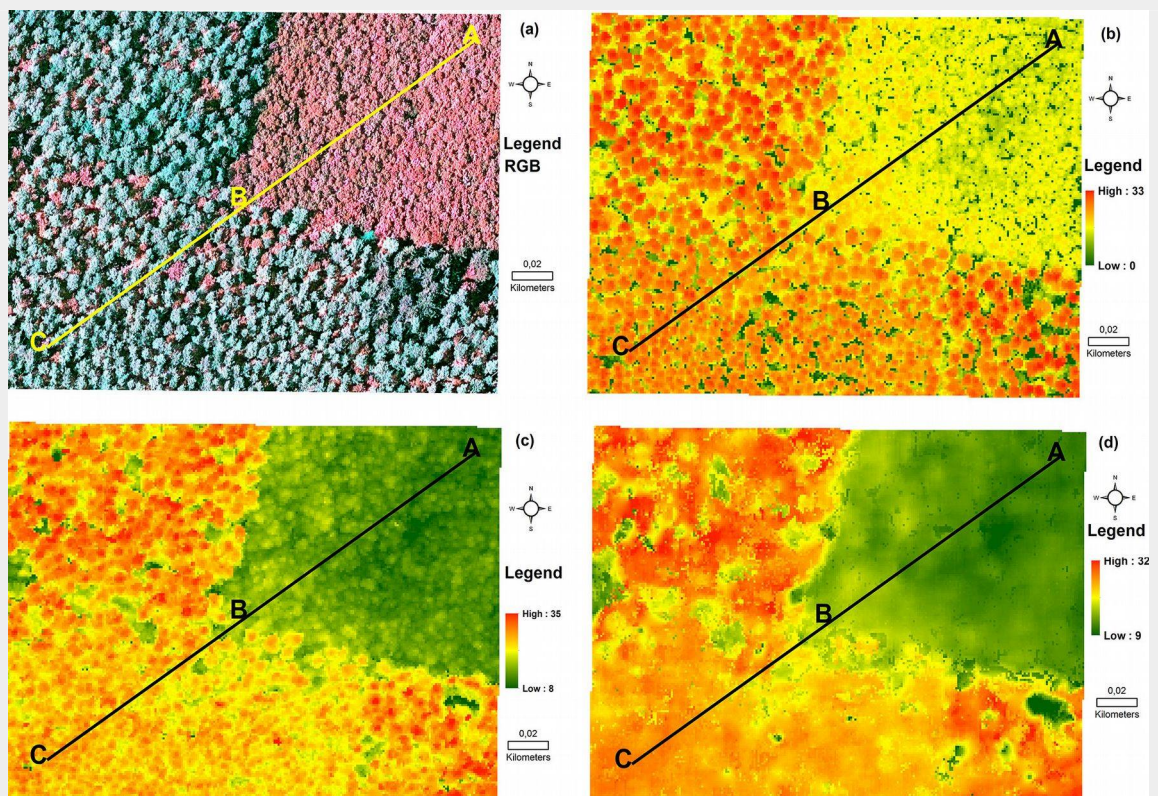 (a)
N
W E
S
Legend
RGB
0,02
Kilometers
A
B
C
(b)
N
W E
S
Legend
High : 33
Low : 0
0,02
Kilometers
A
B
C
(c)
N
W E
S
Legend
High : 35
Low : 8
0,02
Kilometers
A
B
C
(d)
N
W E
S
Legend
High : 32
Low : 9
0,02
Kilometers
A
B
C